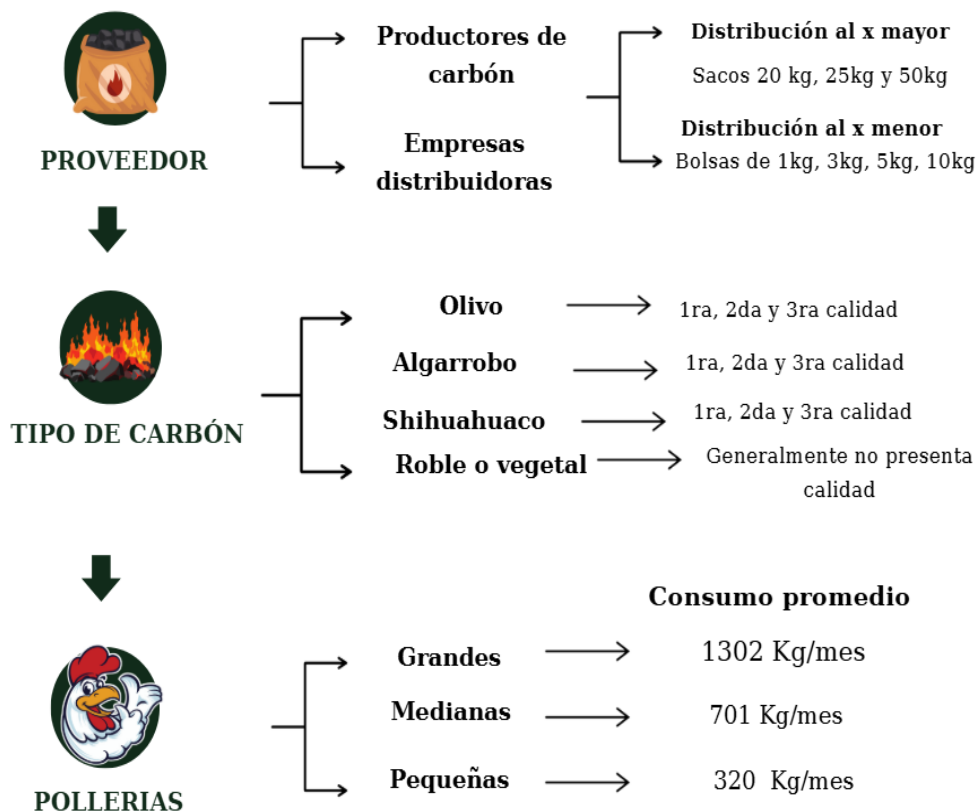 PROVEEDOR
Productores de
carbón
Empresas
distribuidoras
Distribución al x mayor
Sacos 20 kg, 25kg y 50kg
Distribución al x menor
Bolsas de 1kg, 3kg, 5kg, 10kg
TIPO DE CARBÓN
Olivo
1ra, 2da y 3ra calidad
Algarrobo
1ra, 2da y 3ra calidad
Shihuahuaco
1ra, 2da y 3ra calidad
Roble o vegetal
Generalmente no presenta
calidad
POLLERIAS
Consumo promedio
Grandes
1302 Kg/mes
Medianas
701 Kg/mes
Pequeñas
320 Kg/mes